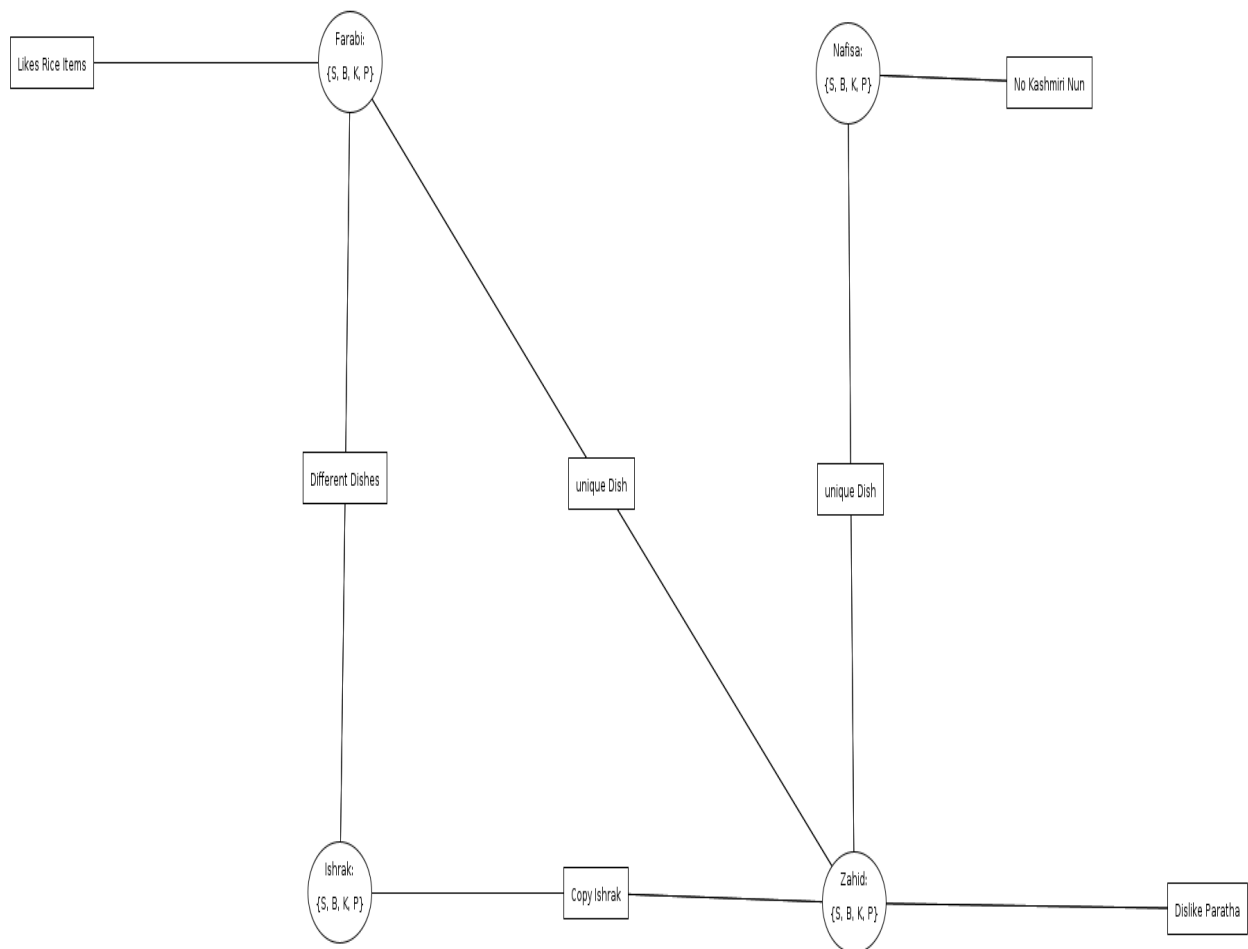 Farabi:
{S, B, K, P}
Likes Rice Items
Nafisa:
{S, B, K, P}
No Kashmiri Nun
Different Dishes
unique Dish
unique Dish
Ishrak:
{S, B, K, P}
Copy Ishrak
Zahid:
{S, B, K, P}
Dislike Paratha